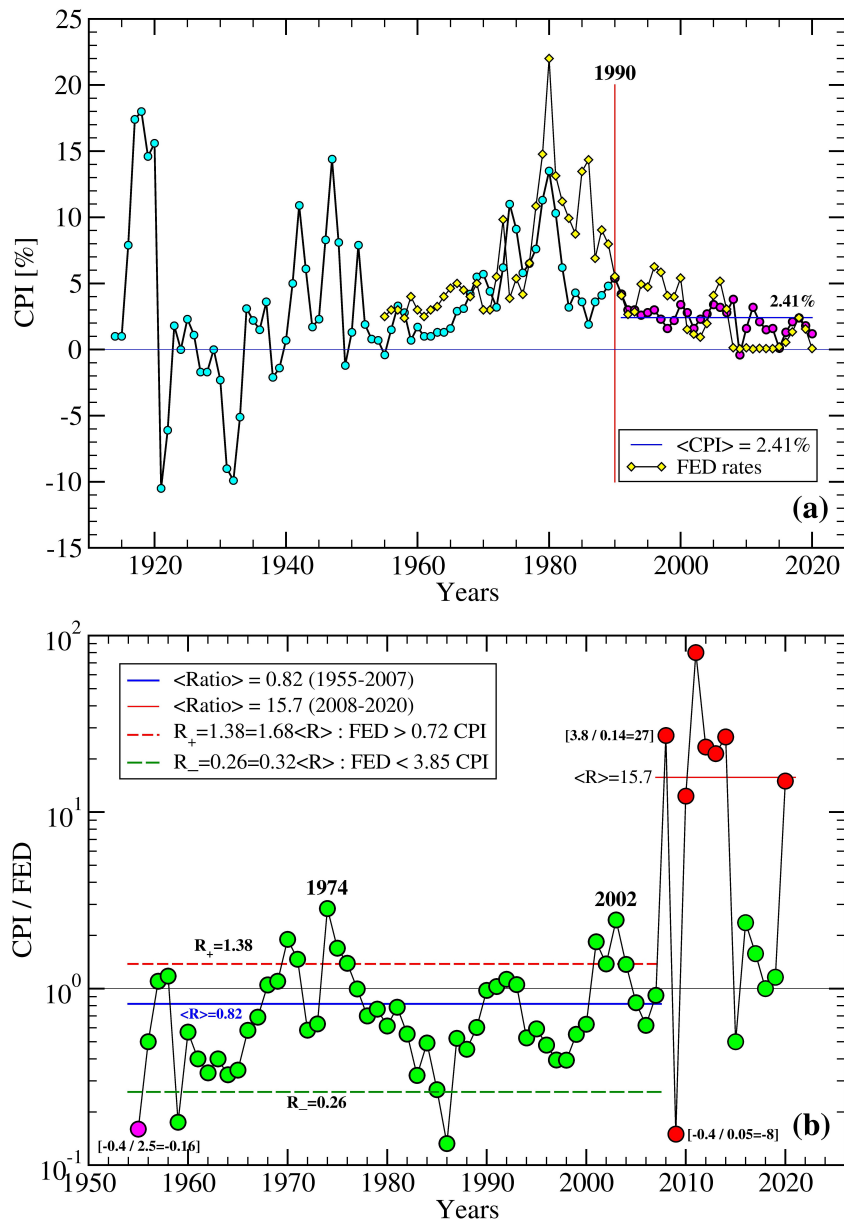 25
20
15
10
5
0
-5
-10
-15
CPI [%]
1990
2.41%
<CPI> = 2.41%
FED rates
(a)
1920
1940
1960
1980
2000
2020
Years
10^2
10^1
10^0
10^-1
CPI / FED
<Ratio> = 0.82 (1955-2007)
<Ratio> = 15.7 (2008-2020)
R_+=1.38=1.68<R> : FED > 0.72 CPI
R_-=0.26=0.32<R> : FED < 3.85 CPI
[3.8 / 0.14=27]
<R>=15.7
1974
2002
R_+=1.38
<R>=0.82
R_-=0.26
[-0.4 / 2.5=-0.16]
[-0.4 / 0.05=-8]
(b)
1950
1960
1970
1980
1990
2000
2010
2020
Years